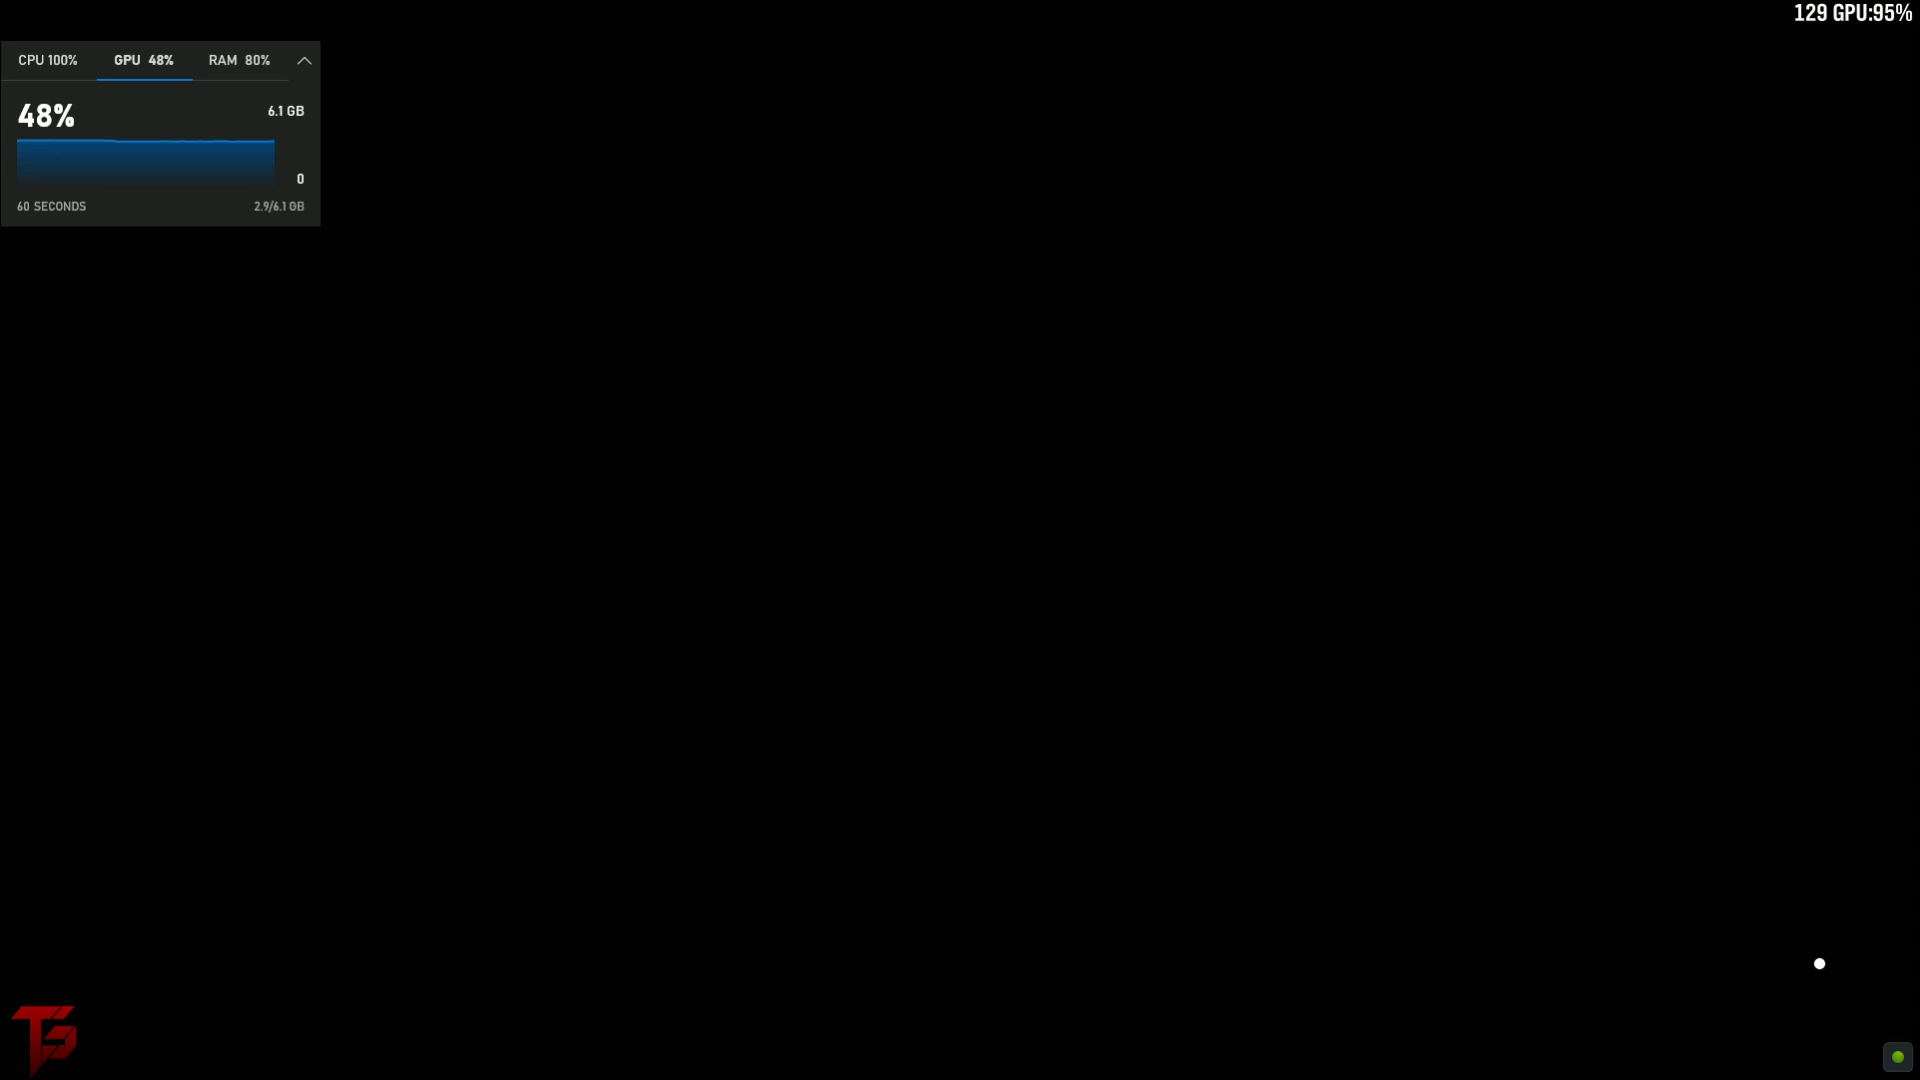 129 GPU:95%
CPU 100% GPU 48% RAM 80%
48% 6.1 GB
0
60 SECONDS 2.9/6.1 GB
TS